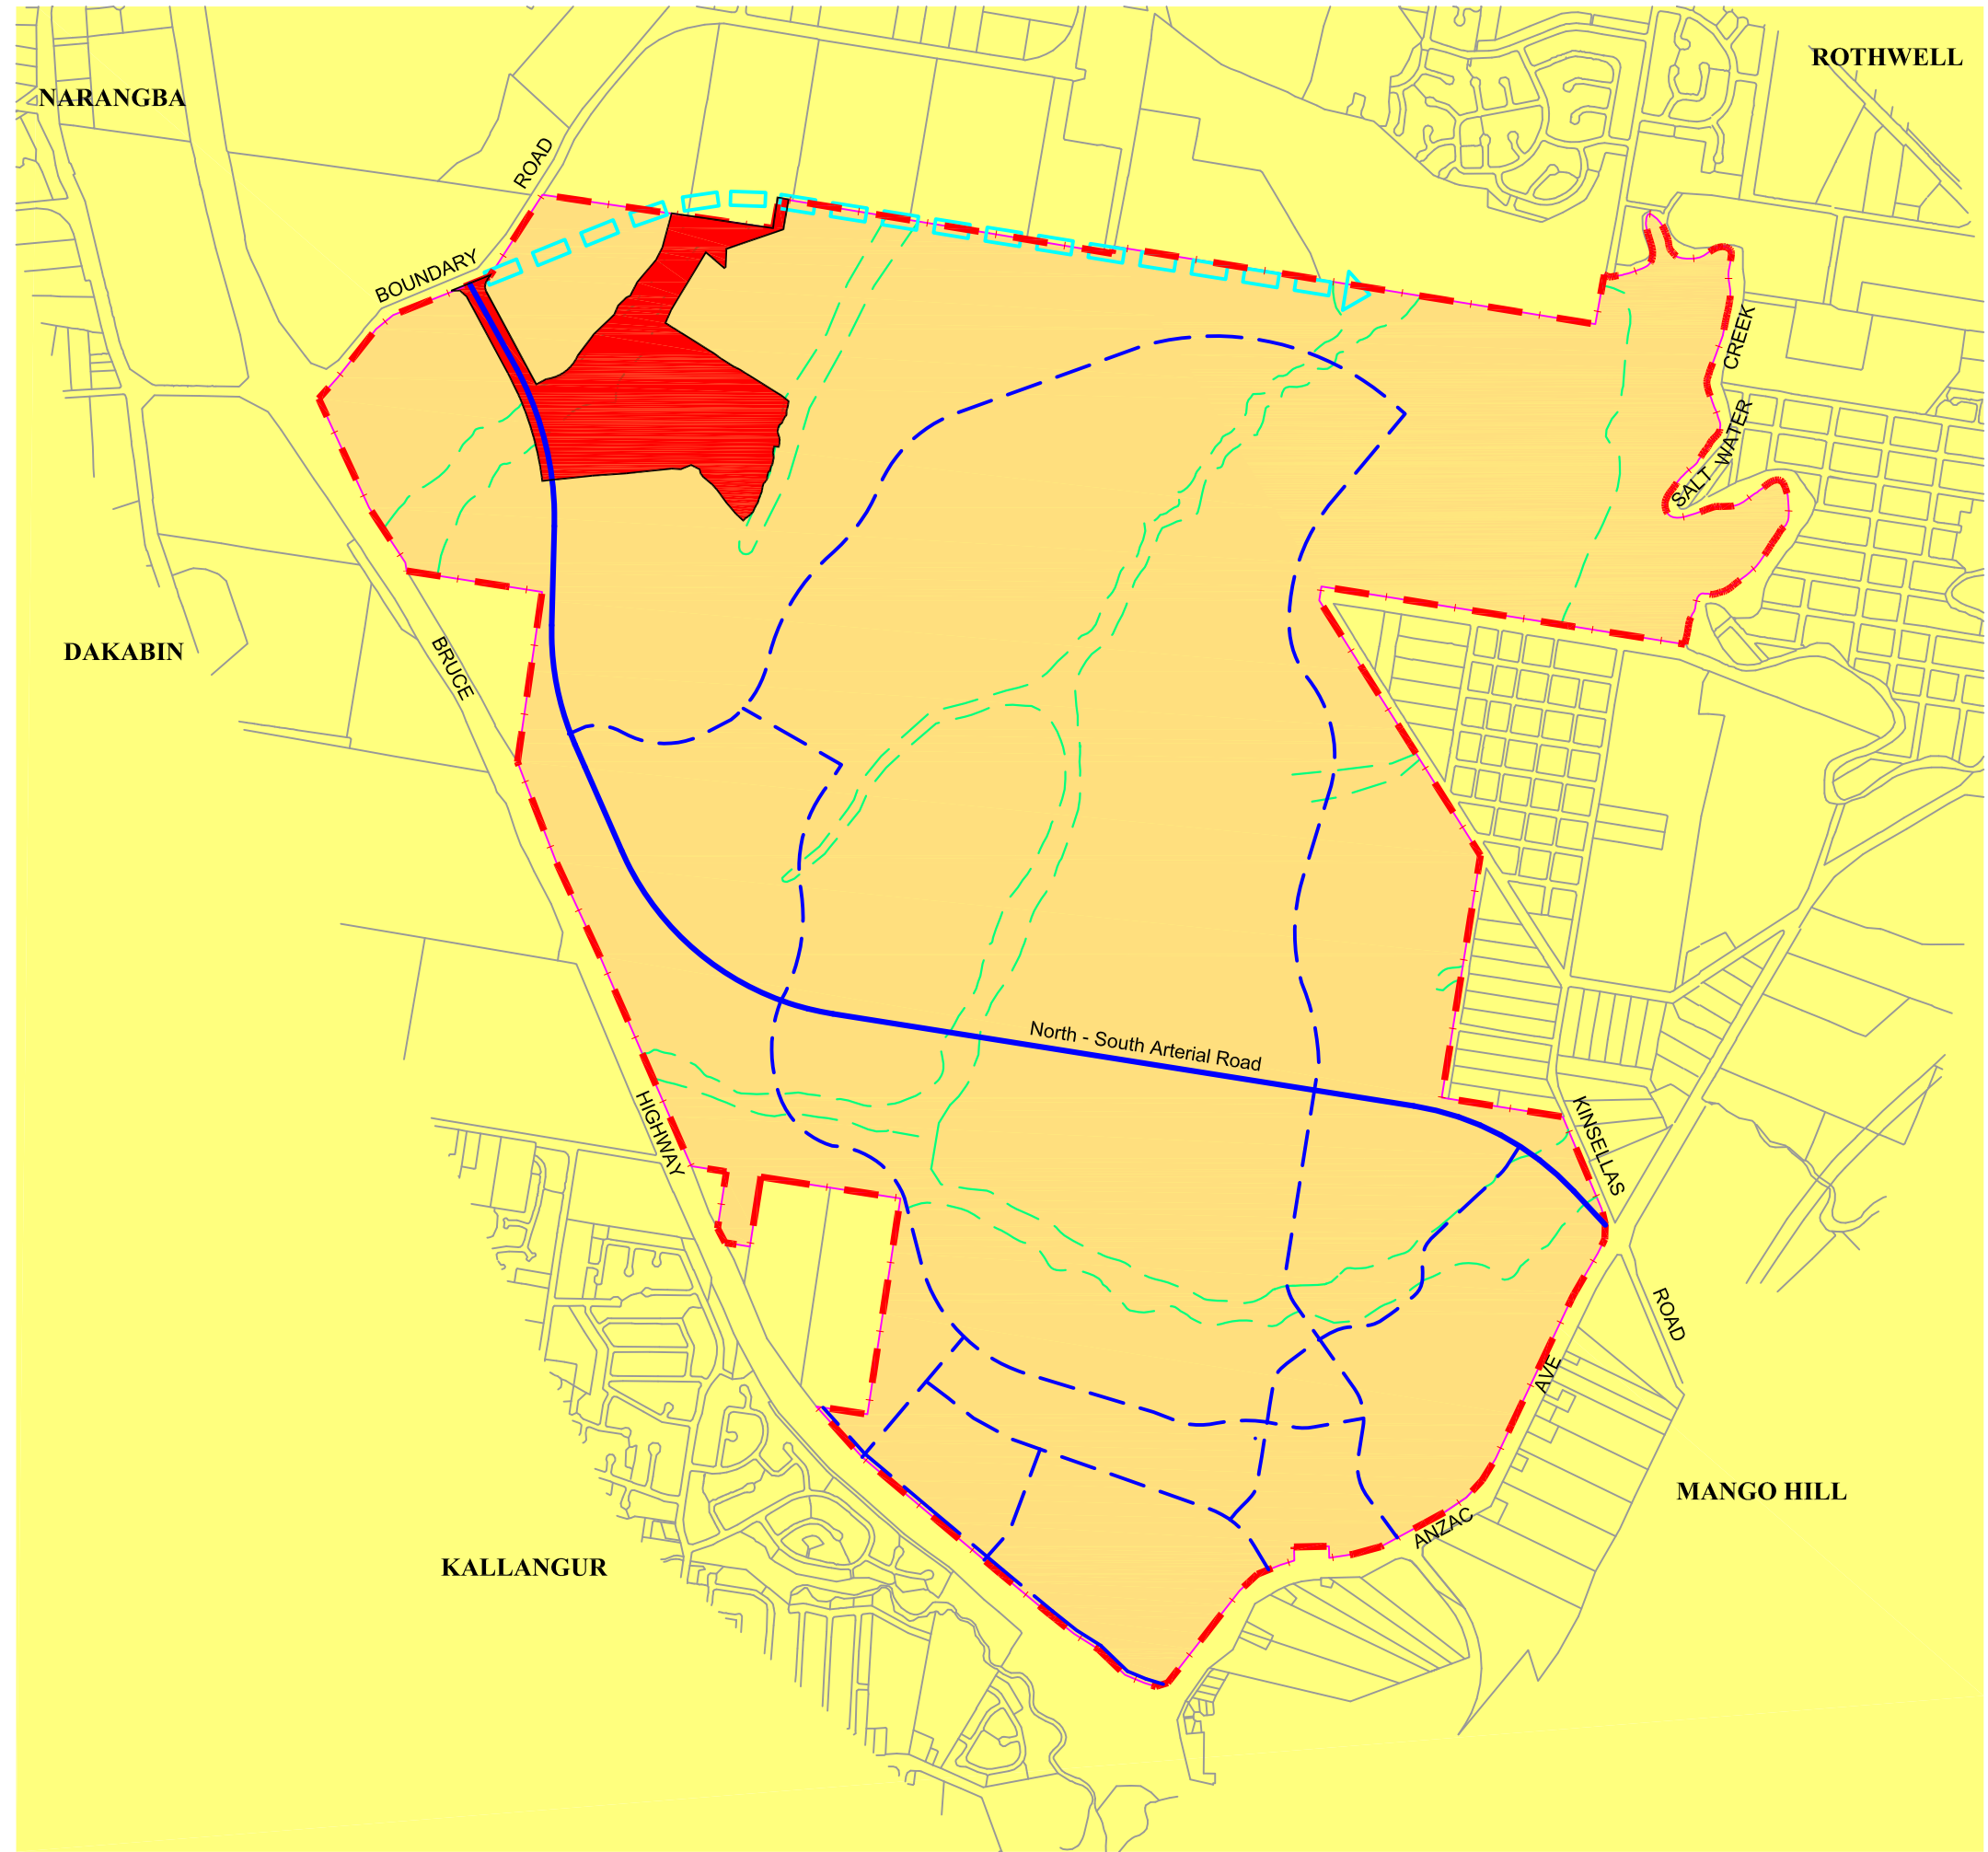 ROTHWELL
NARANGBA
ROAD
BOUNDARY
CREEK
SALT WATER
DAKABIN
BRUCE
North - South Arterial Road
HIGHWAY
KINSELLAS
ROAD
AVE
MANGO HILL
ANZAC
KALLANGUR